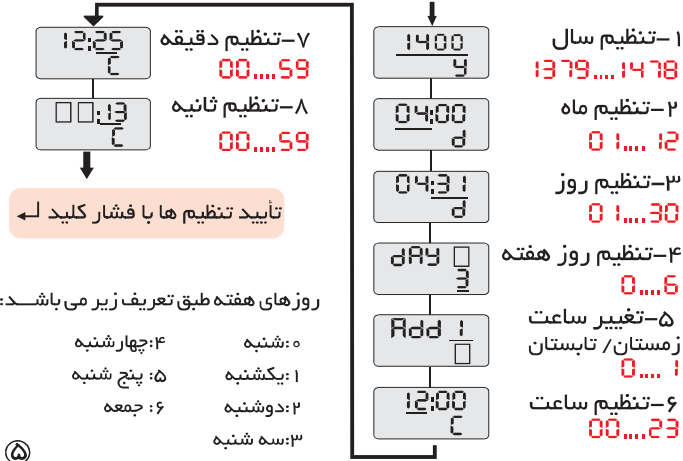 ۱-تنظیم سال
1379....1478
1400
y
۲-تنظیم ماه
01....12
04:00
d
۳-تنظیم روز
01....30
04:31
d
۴-تنظیم روز هفته
0....6
dAY
3
۵-تغییر ساعت
زمستان/ تابستان
0....1
Add 1
۶-تنظیم ساعت
00....23
12:00
C
۷-تنظیم دقیقه
00....59
12:25
C
۸-تنظیم ثانیه
00....59
:13
C
تأیید تنظیم ها با فشار کلید
روزهای هفته طبق تعریف زیر می باشـــد:
۰:شنبه
۱:یکشنبه
۲:دوشنبه
۳:سه شنبه
۴:چهارشنبه
۵: پنج شنبه
۶: جمعه
۵